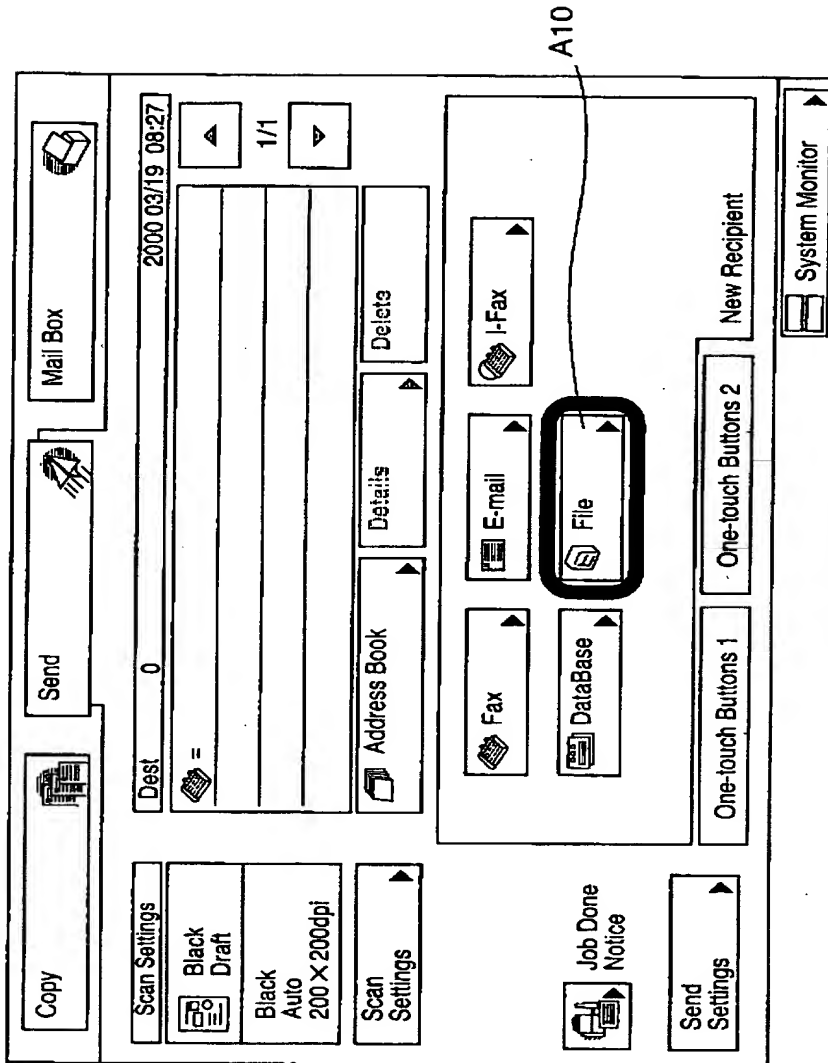 Copy
Send
Mail Box
Scan Settings
Black
Draft
Black
Auto
200 X 200dpi
Scan
Settings
Job Done
Notice
Send
Settings
Dest 0 2000 03/19 08:27
=
1/1
Address Book
Details
Delete
Fax
E-mail
I-Fax
DataBase
File
A10
One-touch Buttons 1
One-touch Buttons 2
New Recipient
System Monitor